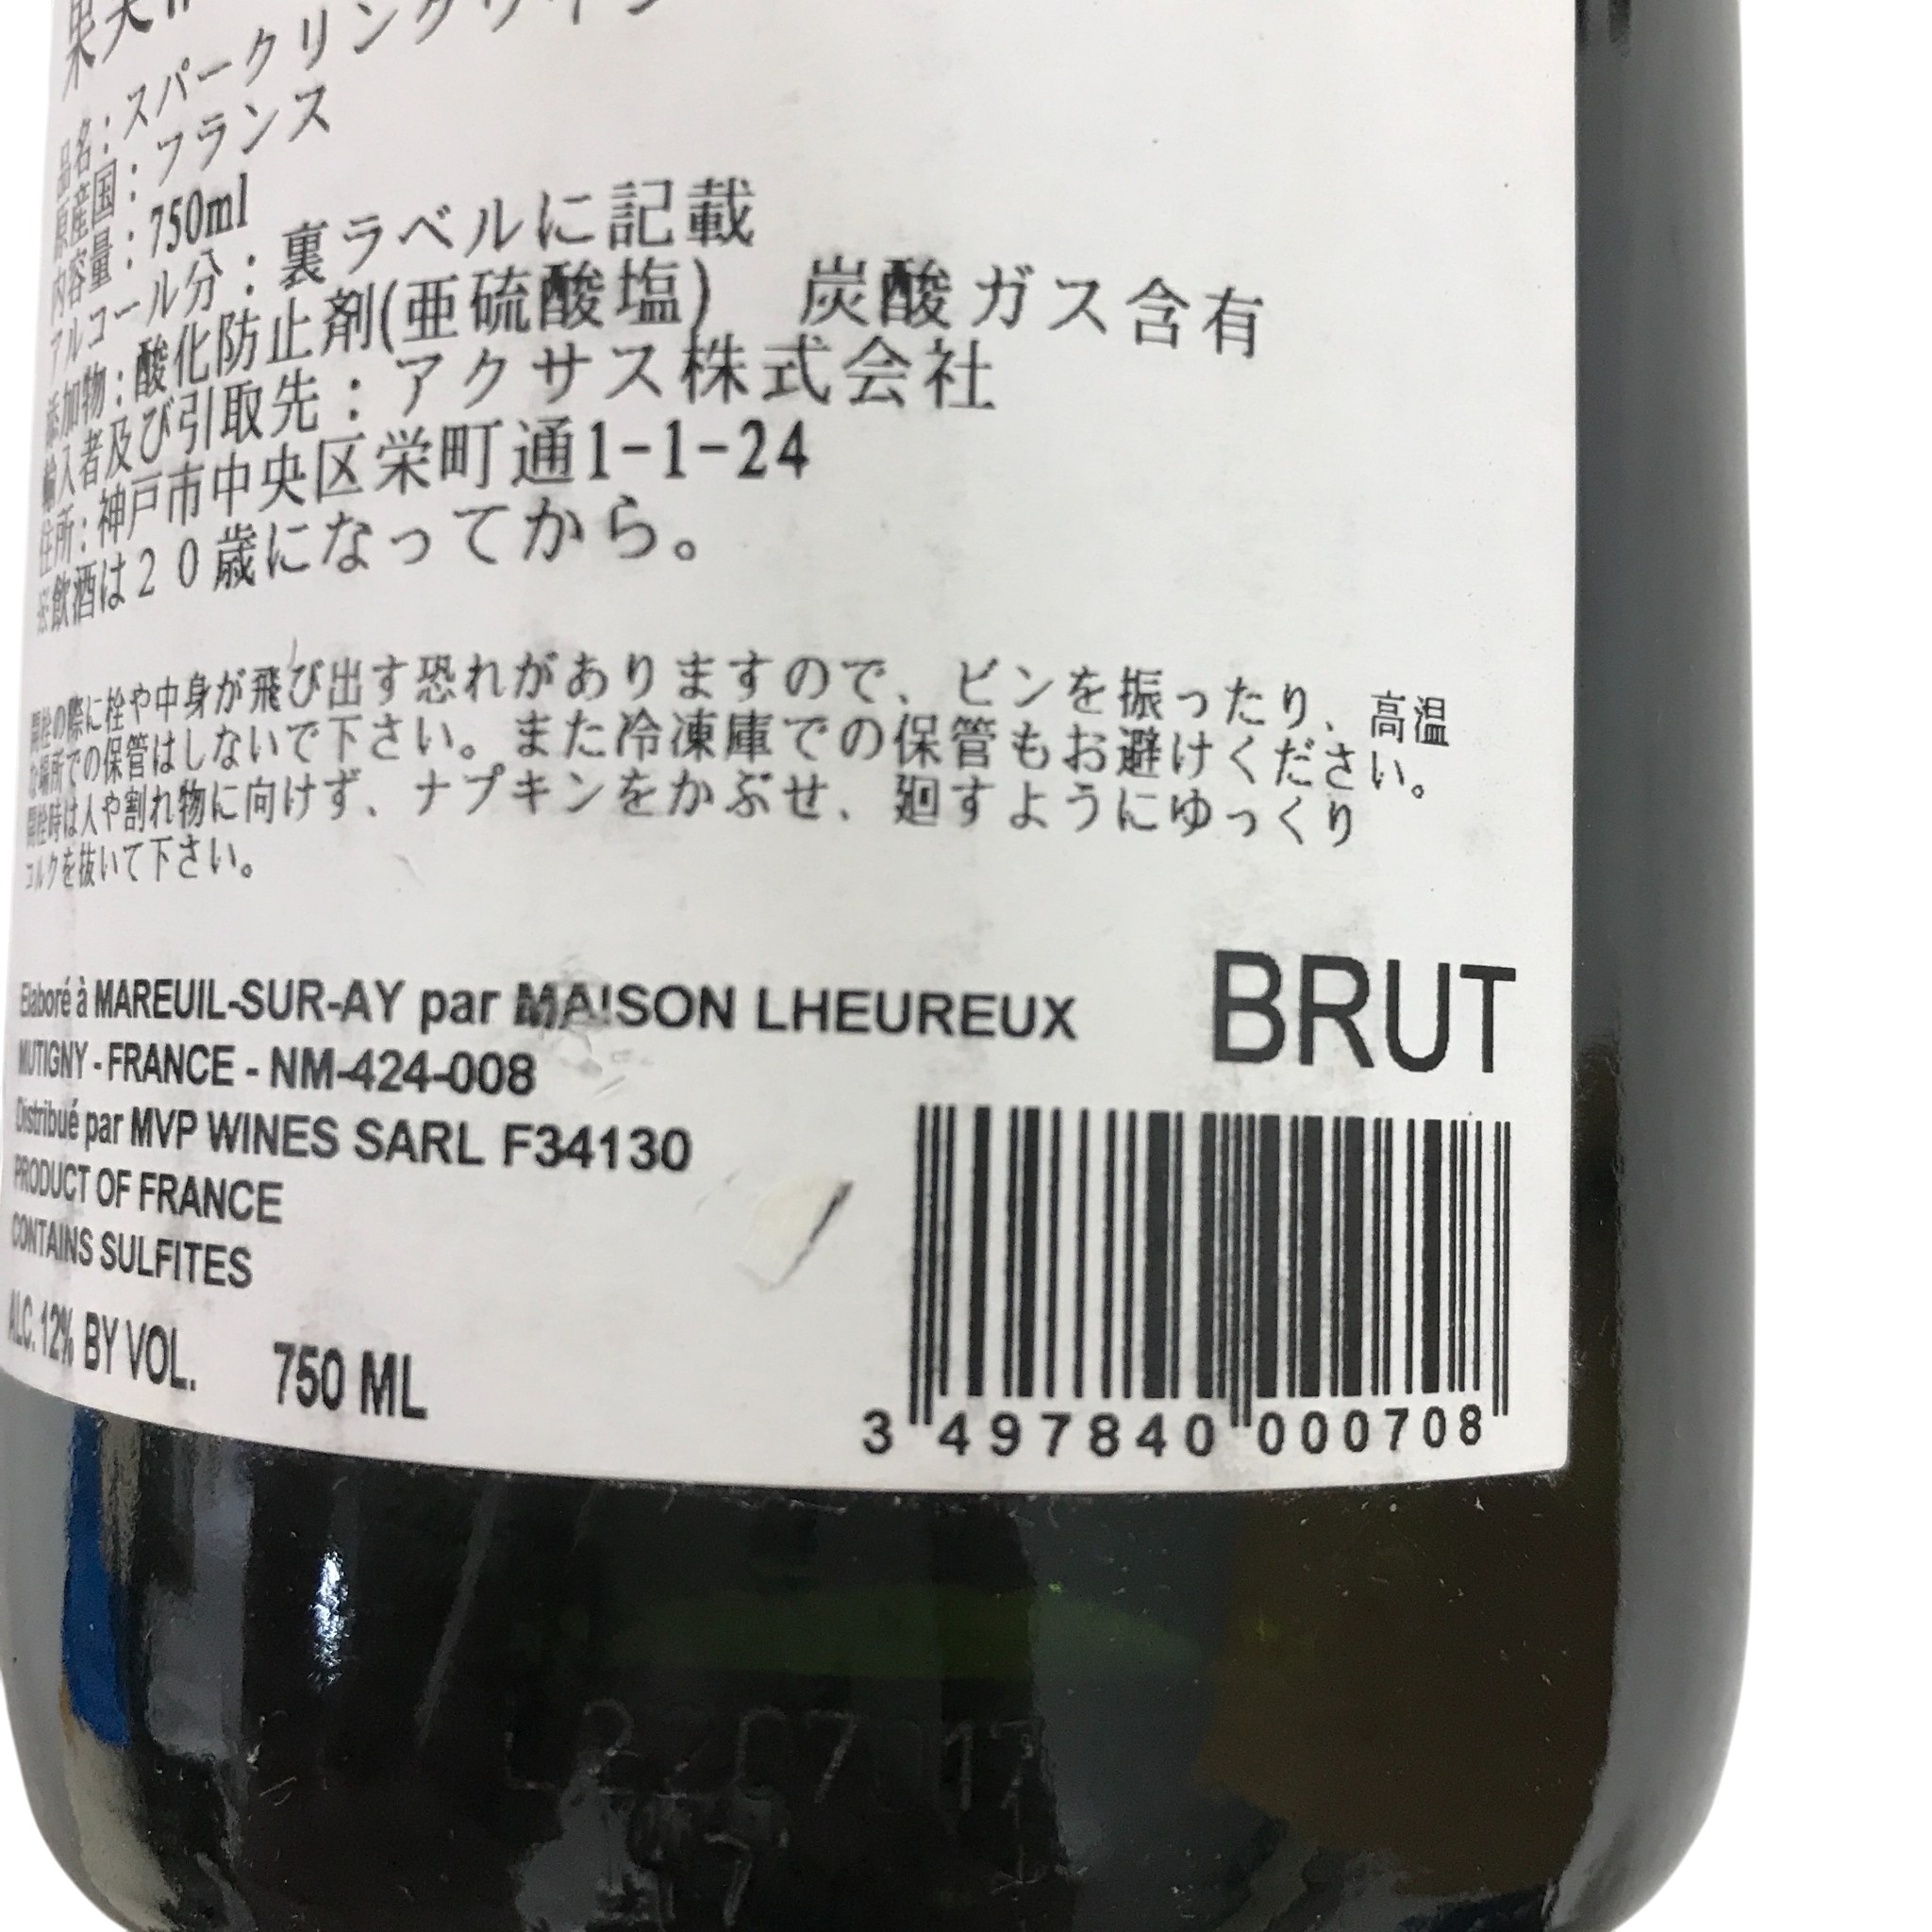 品名：スパークリングワイン
原産国：フランス
内容量：750ml
アルコール分：裏ラベルに記載
添加物：酸化防止剤(亜硫酸塩)　炭酸ガス含有
輸入者及び引取先：アクサス株式会社
住所：神戸市中央区栄町通1-1-24
※飲酒は２０歳になってから。
開栓の際に栓や中身が飛び出す恐れがありますので、ビンを振ったり、高温
な場所での保管はしないで下さい。また冷凍庫での保管もお避けください。
開栓時は人や割れ物に向けず、ナプキンをかぶせ、廻すようにゆっくり
コルクを抜いて下さい。
Elaboré à MAREUIL-SUR-AY par MAISON LHEUREUX
MUTIGNY - FRANCE - NM-424-008
Distribué par MVP WINES SARL F34130
PRODUCT OF FRANCE
CONTAINS SULFITES
ALC. 12% BY VOL.
750 ML
BRUT
3 497840 000708